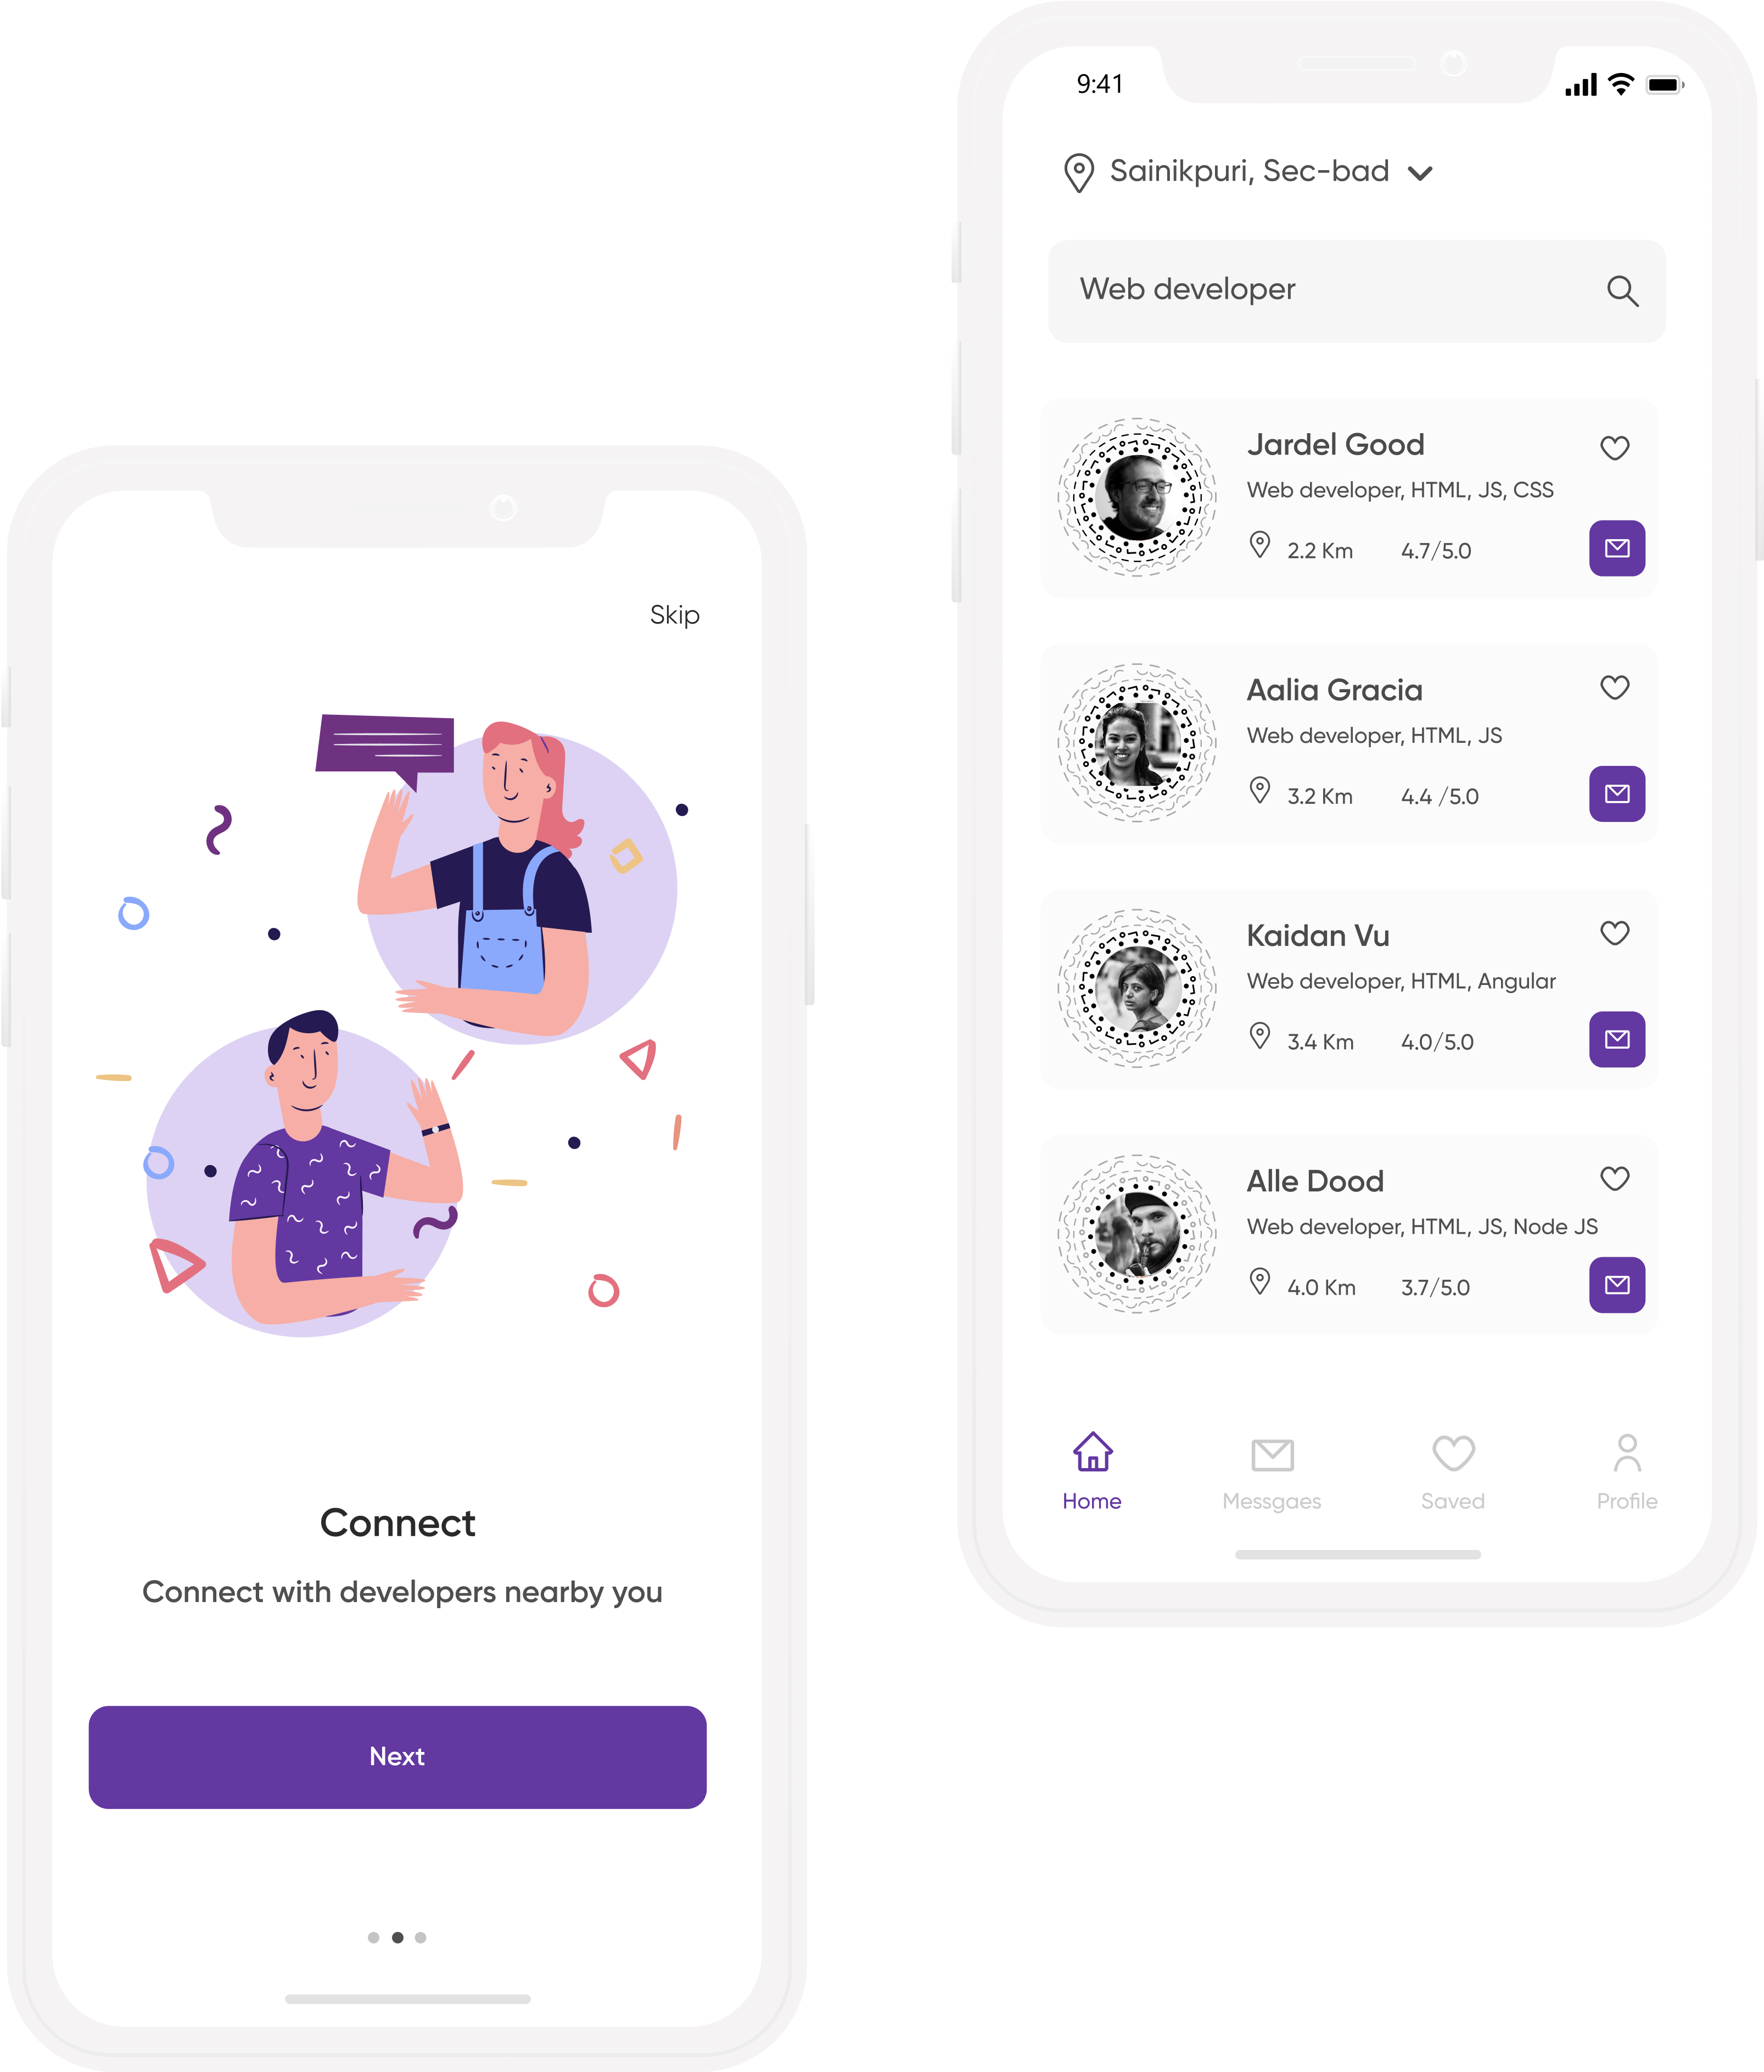 Skip
Connect
Connect with developers nearby you
Next
9:41
Sainikpuri, Sec-bad
Web developer
Jardel Good
Web developer, HTML, JS, CSS
2.2 Km 4.7/5.0
Aalia Gracia
Web developer, HTML, JS
3.2 Km 4.4 /5.0
Kaidan Vu
Web developer, HTML, Angular
3.4 Km 4.0/5.0
Alle Dood
Web developer, HTML, JS, Node JS
4.0 Km 3.7/5.0
Home Messgaes Saved Profile